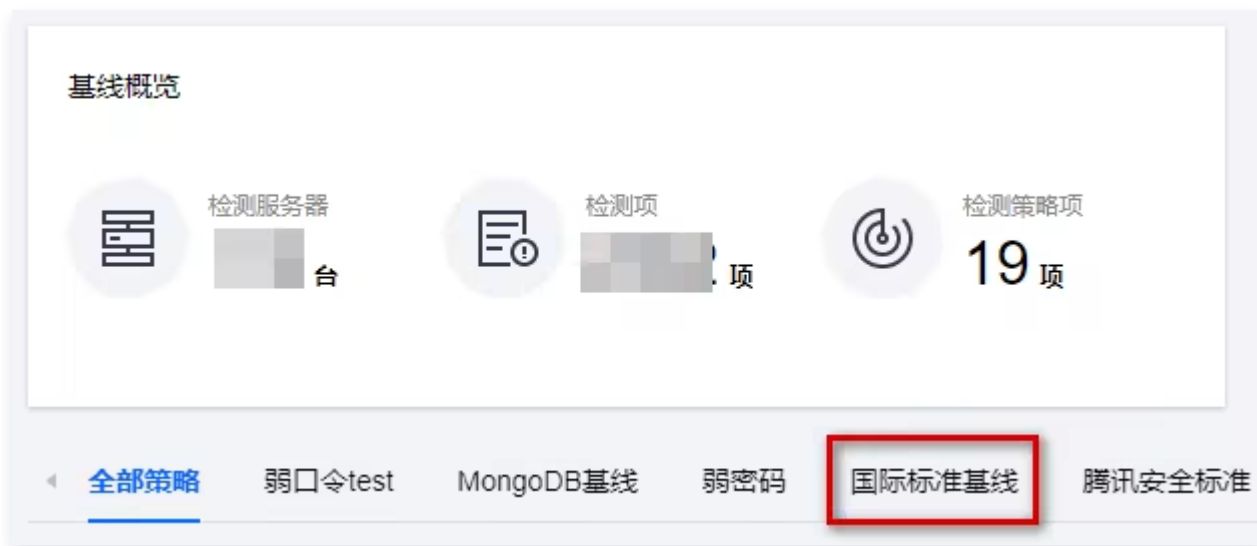 基线概览
检测服务器
台
检测项
项
检测策略项
19 项
全部策略 弱口令test MongoDB基线 弱密码 国际标准基线 腾讯安全标准